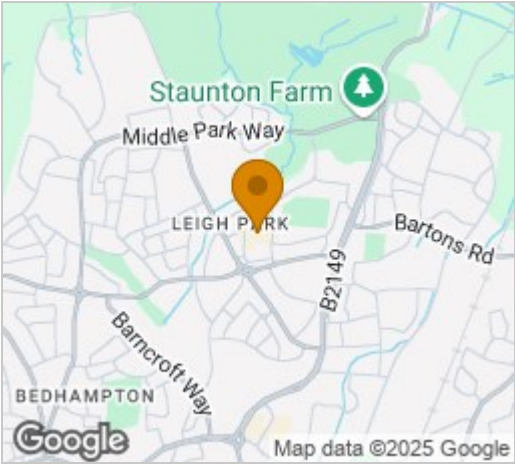 Staunton Farm
Middle Park Way
LEIGH PARK
Bartons Rd
B2149
Barncroft Way
BEDHAMPTON
Google
Map data ©2025 Google